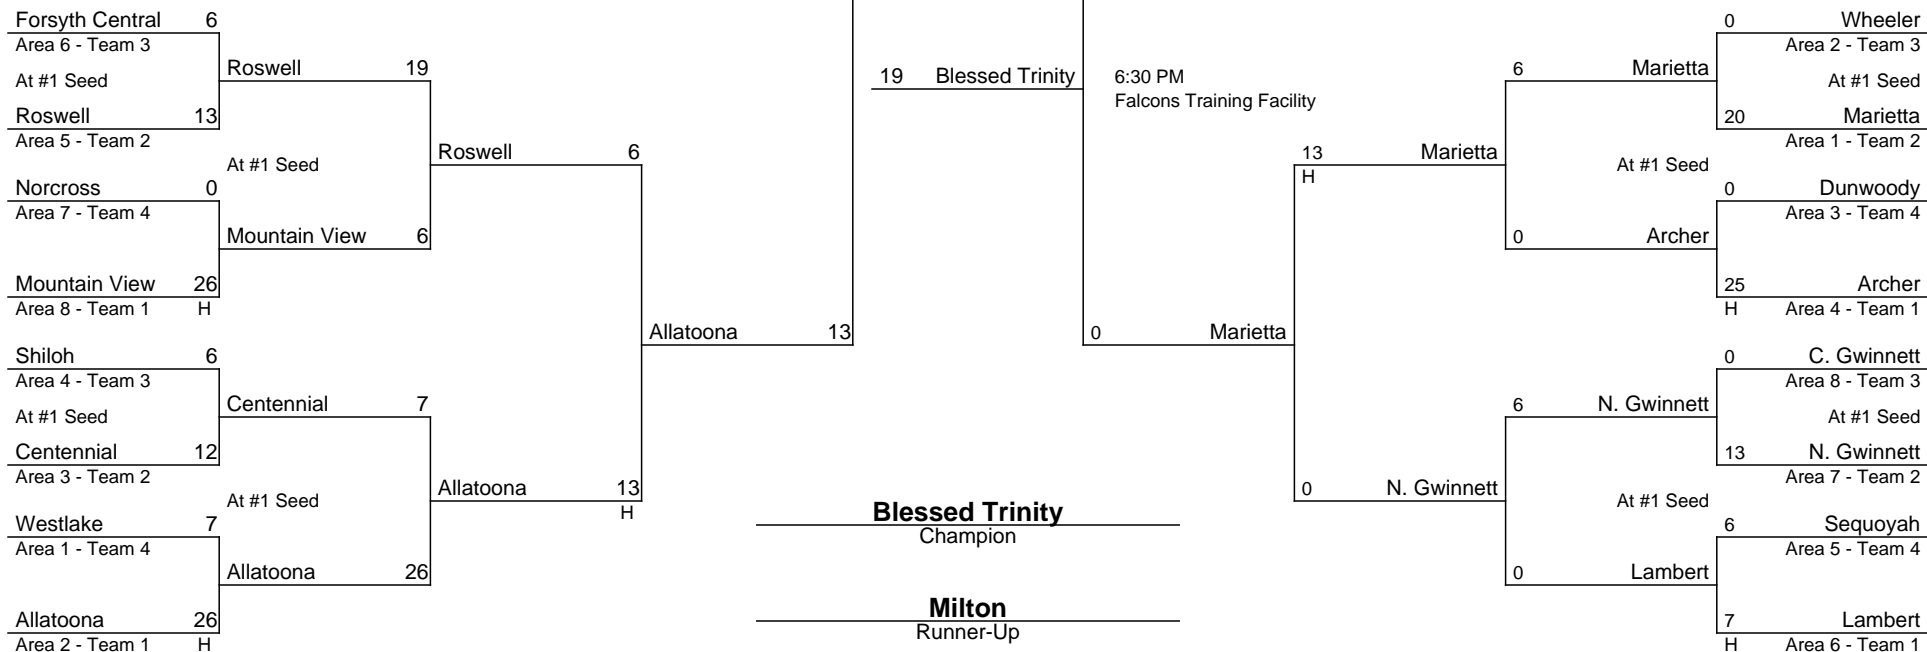 Forsyth Central 6
Area 6 - Team 3
At #1 Seed
Roswell 13
Area 5 - Team 2
Norcross 0
Area 7 - Team 4
Mountain View 26
Area 8 - Team 1 H
Shiloh 6
Area 4 - Team 3
At #1 Seed
Centennial 12
Area 3 - Team 2
Westlake 7
Area 1 - Team 4
Allatoona 26
Area 2 - Team 1 H
Roswell 19
At #1 Seed
Mountain View 6
Centennial 7
At #1 Seed
Allatoona 26
Roswell 6
Allatoona 13
H
Allatoona 13
19 Blessed Trinity
6:30 PM
Falcons Training Facility
Blessed Trinity
Champion
Milton
Runner-Up
0 Marietta
13 Marietta
H
0 N. Gwinnett
6 Marietta
At #1 Seed
0 Archer
6 N. Gwinnett
At #1 Seed
0 Lambert
0 Wheeler
Area 2 - Team 3
At #1 Seed
20 Marietta
Area 1 - Team 2
0 Dunwoody
Area 3 - Team 4
25 Archer
H Area 4 - Team 1
0 C. Gwinnett
Area 8 - Team 3
At #1 Seed
13 N. Gwinnett
Area 7 - Team 2
6 Sequoyah
Area 5 - Team 4
7 Lambert
H Area 6 - Team 1